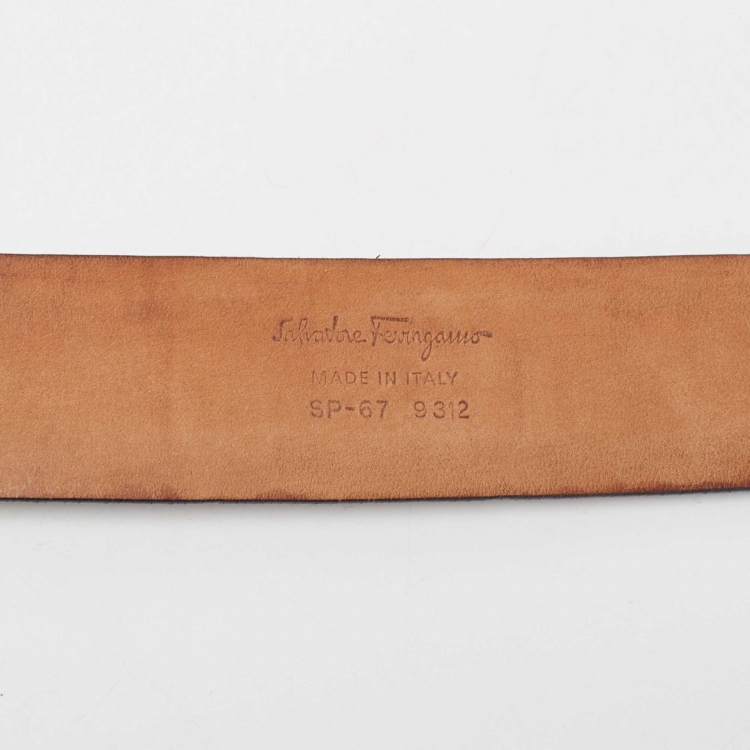 Salvatore Ferragamo
MADE IN ITALY
SP-67 9312